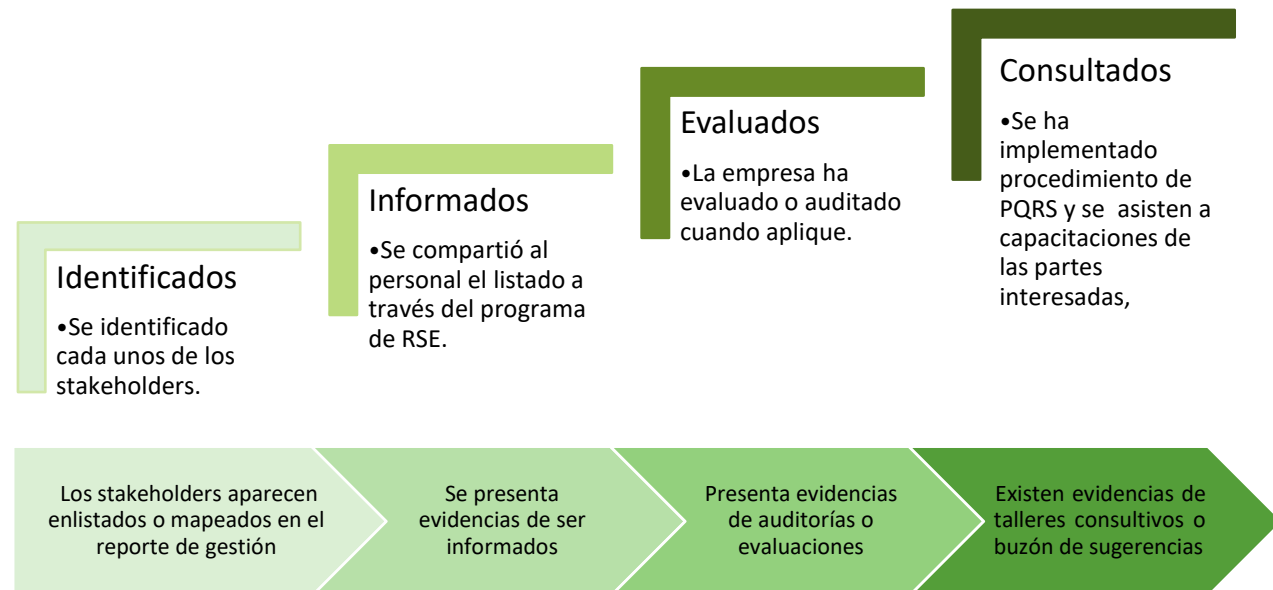 Identificados
•Se identificado
cada unos de los
stakeholders.
Informados
•Se compartió al
personal el listado a
través del programa
de RSE.
Evaluados
•La empresa ha
evaluado o auditado
cuando aplique.
Consultados
•Se ha
implementado
procedimiento de
PQRS y se asisten a
capacitaciones de
las partes
interesadas,
Los stakeholders aparecen
enlistados o mapeados en el
reporte de gestión
Se presenta
evidencias de ser
informados
Presenta evidencias
de auditorías o
evaluaciones
Existen evidencias de
talleres consultivos o
buzón de sugerencias